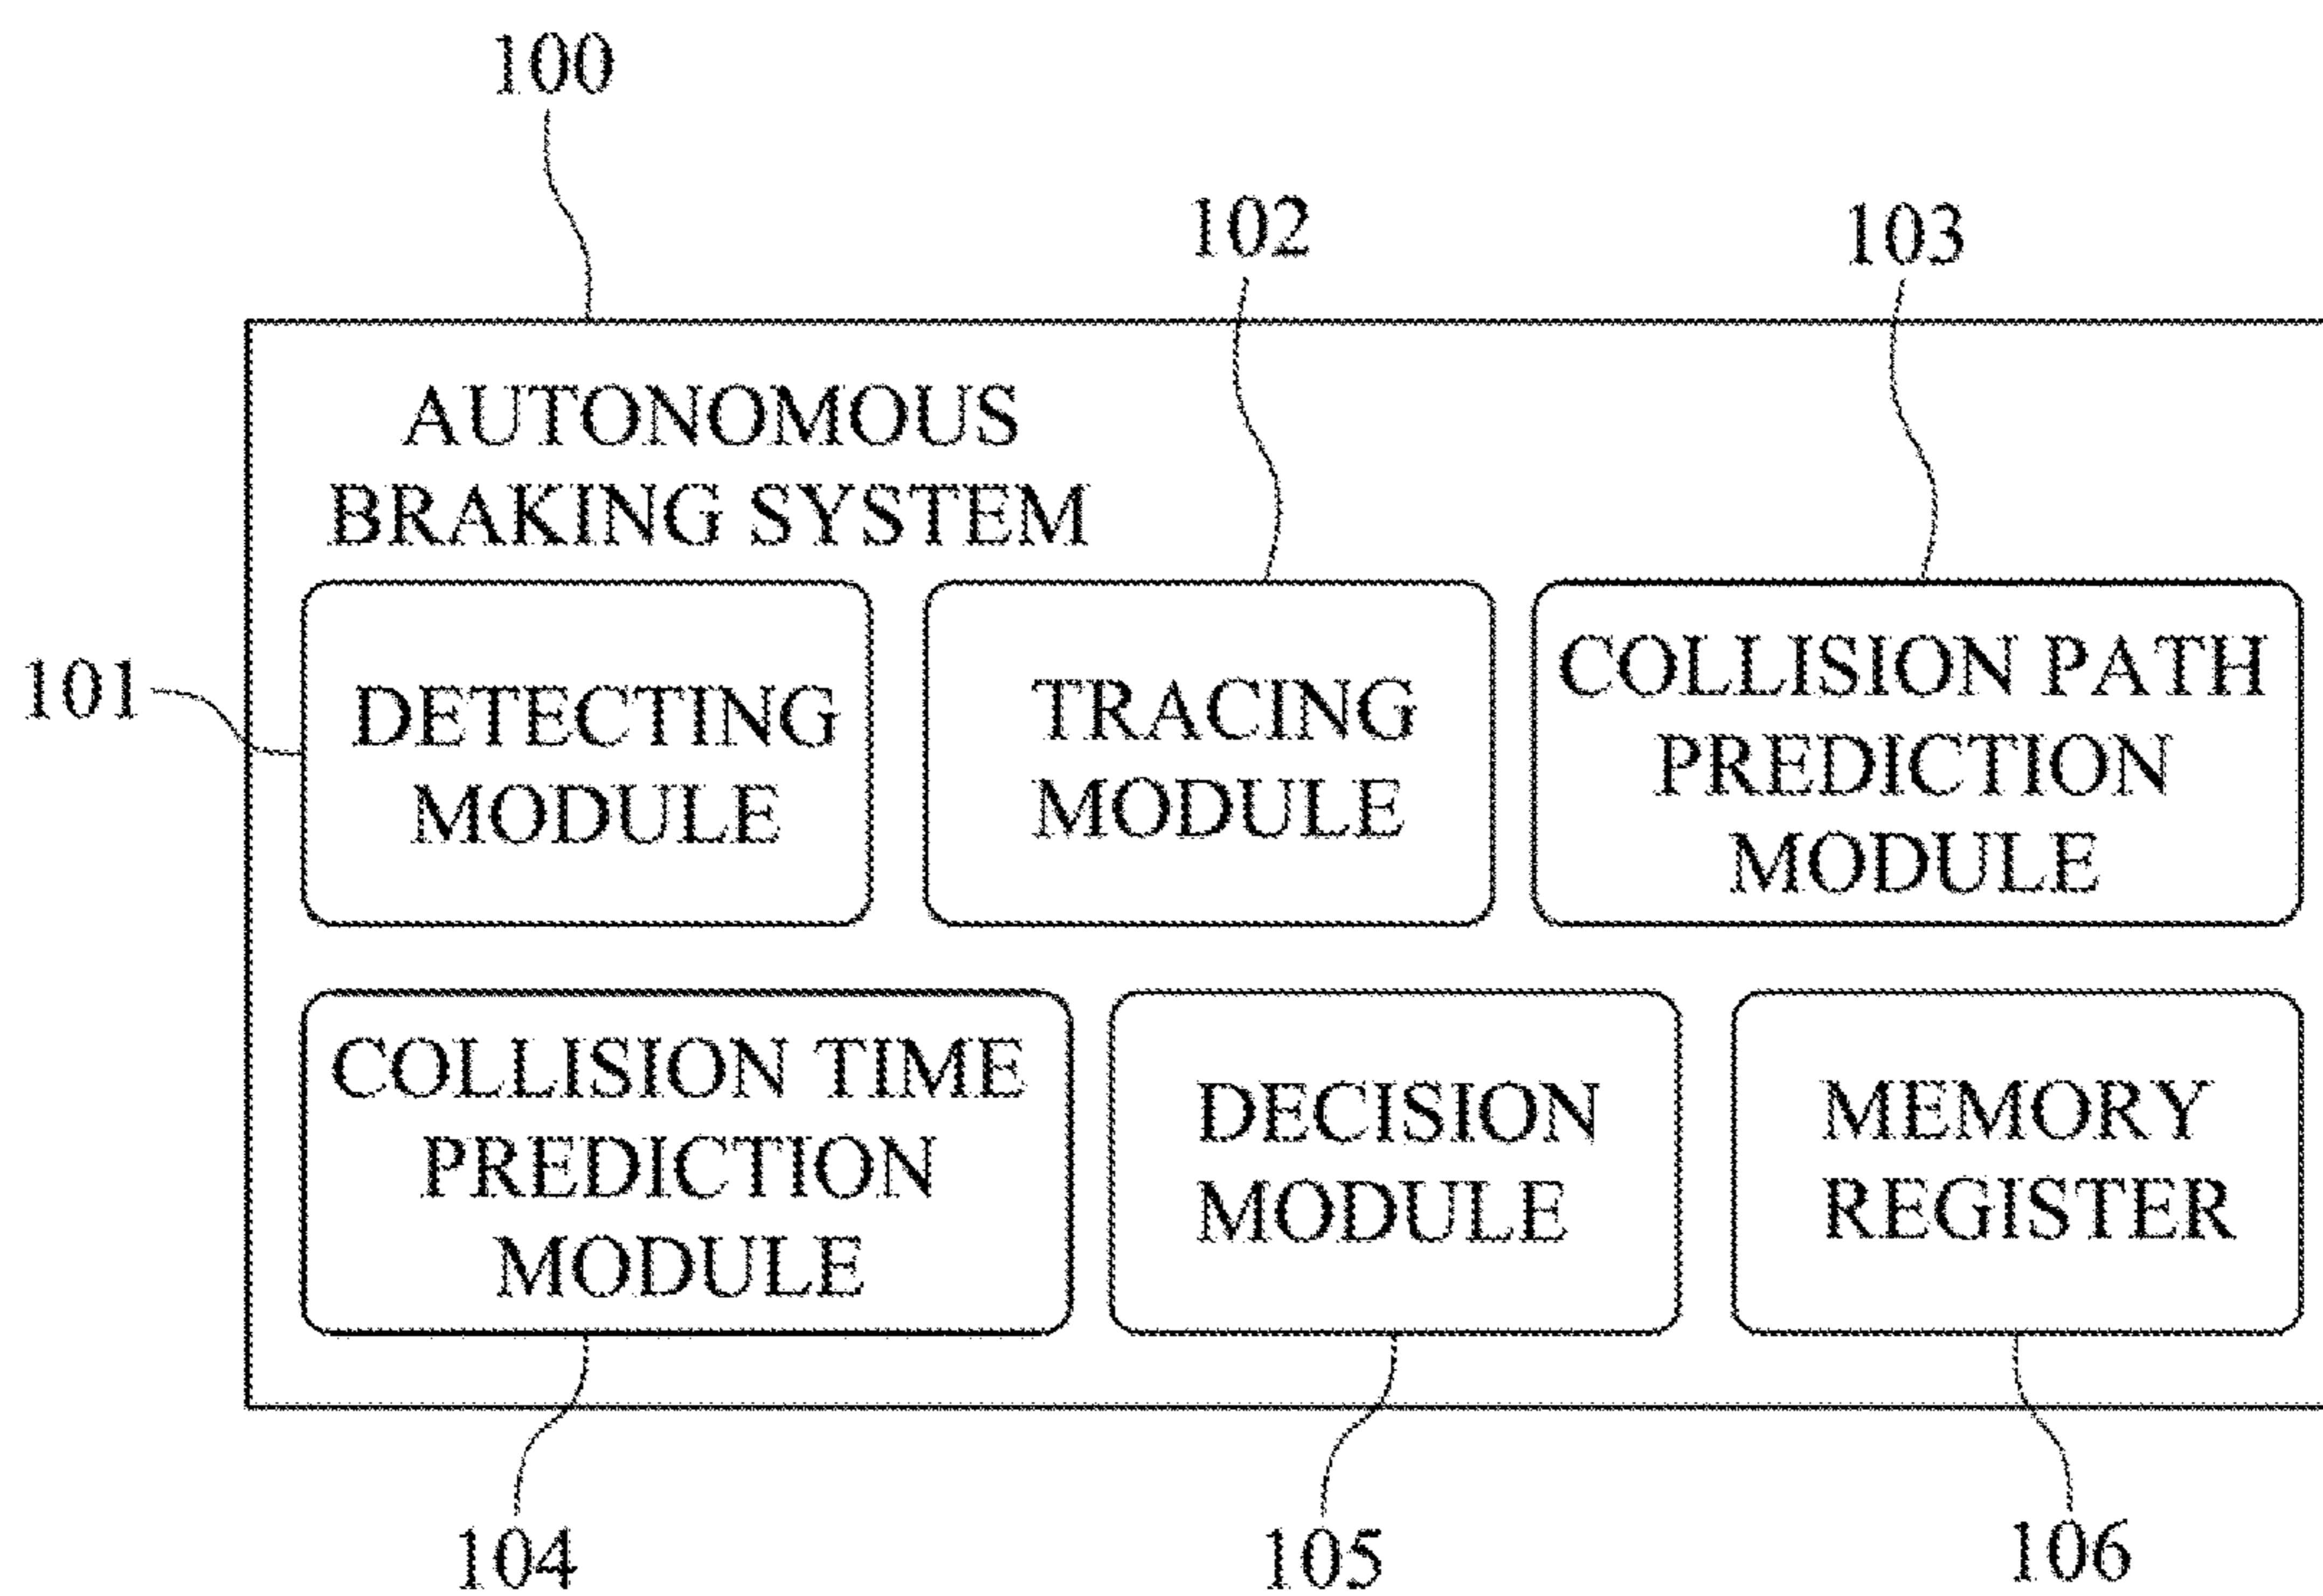 100
102
103
AUTONOMOUS
BRAKING SYSTEM
101
DETECTING
MODULE
TRACING
MODULE
COLLISION PATH
PREDICTION
MODULE
COLLISION TIME
PREDICTION
MODULE
DECISION
MODULE
MEMORY
REGISTER
104
105
106